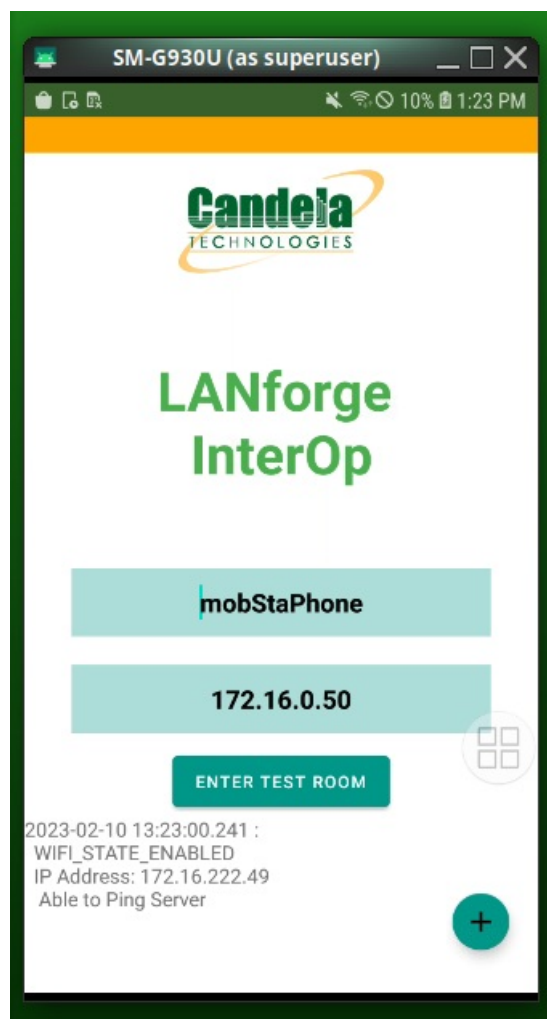 SM-G930U (as superuser)
10% 1:23 PM
Candela
TECHNOLOGIES
LANforge
InterOp
mobStaPhone
172.16.0.50
ENTER TEST ROOM
2023-02-10 13:23:00.241 :
WIFI_STATE_ENABLED
IP Address: 172.16.222.49
Able to Ping Server
+